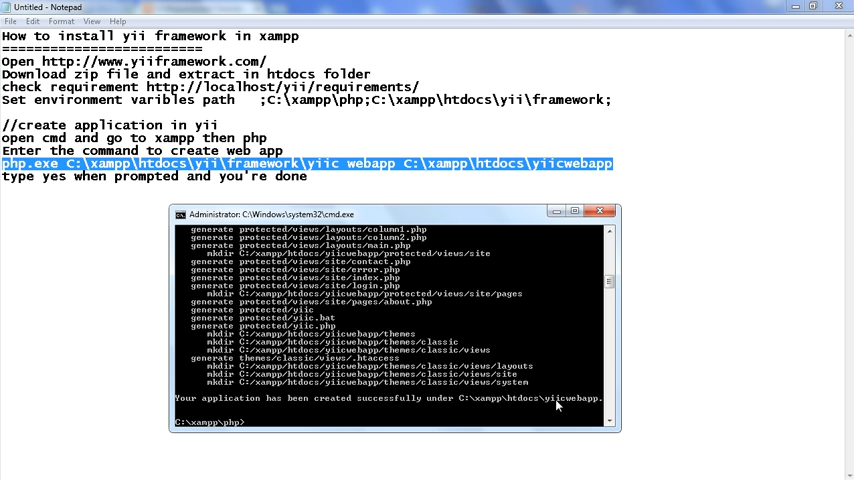 Untitled - Notepad
File Edit Format View Help
How to install yii framework in xampp
=========================
Open http://www.yiiframework.com/
Download zip file and extract in htdocs folder
check requirement http://localhost/yii/requirements/
Set environment varibles path ;C:\xampp\php;C:\xampp\htdocs\yii\framework;
//create application in yii
open cmd and go to xampp then php
Enter the command to create web app
php.exe C:\xampp\htdocs\yii\framework\yiic webapp C:\xampp\htdocs\yiicwebapp
type yes when prompted and you're done
Administrator: C:\Windows\system32\cmd.exe
generate protected/views/layouts/column1.php
generate protected/views/layouts/column2.php
generate protected/views/layouts/main.php
mkdir C:/xampp/htdocs/yiicwebapp/protected/views/site
generate protected/views/site/contact.php
generate protected/views/site/error.php
generate protected/views/site/index.php
generate protected/views/site/login.php
mkdir C:/xampp/htdocs/yiicwebapp/protected/views/site/pages
generate protected/views/site/pages/about.php
generate protected/yiic
generate protected/yiic.bat
generate protected/yiic.php
mkdir C:/xampp/htdocs/yiicwebapp/themes
mkdir C:/xampp/htdocs/yiicwebapp/themes/classic
mkdir C:/xampp/htdocs/yiicwebapp/themes/classic/views
generate themes/classic/views/.htaccess
mkdir C:/xampp/htdocs/yiicwebapp/themes/classic/views/layouts
mkdir C:/xampp/htdocs/yiicwebapp/themes/classic/views/site
mkdir C:/xampp/htdocs/yiicwebapp/themes/classic/views/system
Your application has been created successfully under C:\xampp\htdocs\yiicwebapp.
C:\xampp\php>